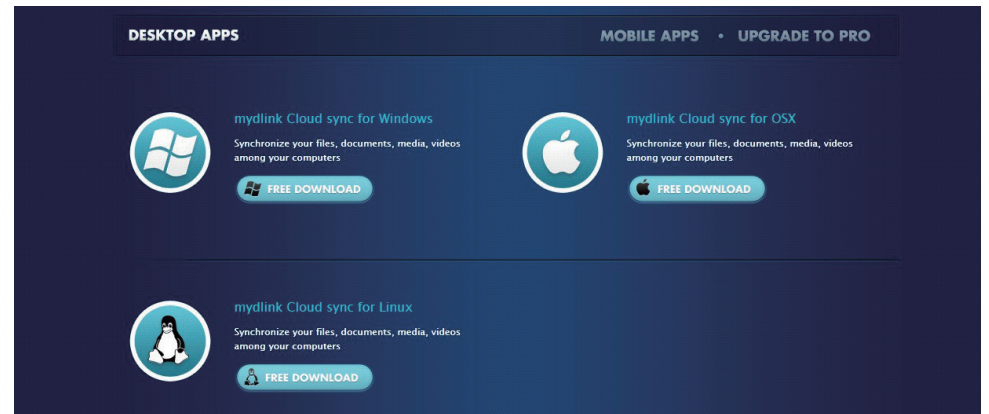 DESKTOP APPS
MOBILE APPS • UPGRADE TO PRO
mydlink Cloud sync for Windows
Synchronize your files, documents, media, videos
among your computers
FREE DOWNLOAD
mydlink Cloud sync for OSX
Synchronize your files, documents, media, videos
among your computers
FREE DOWNLOAD
mydlink Cloud sync for Linux
Synchronize your files, documents, media, videos
among your computers
FREE DOWNLOAD